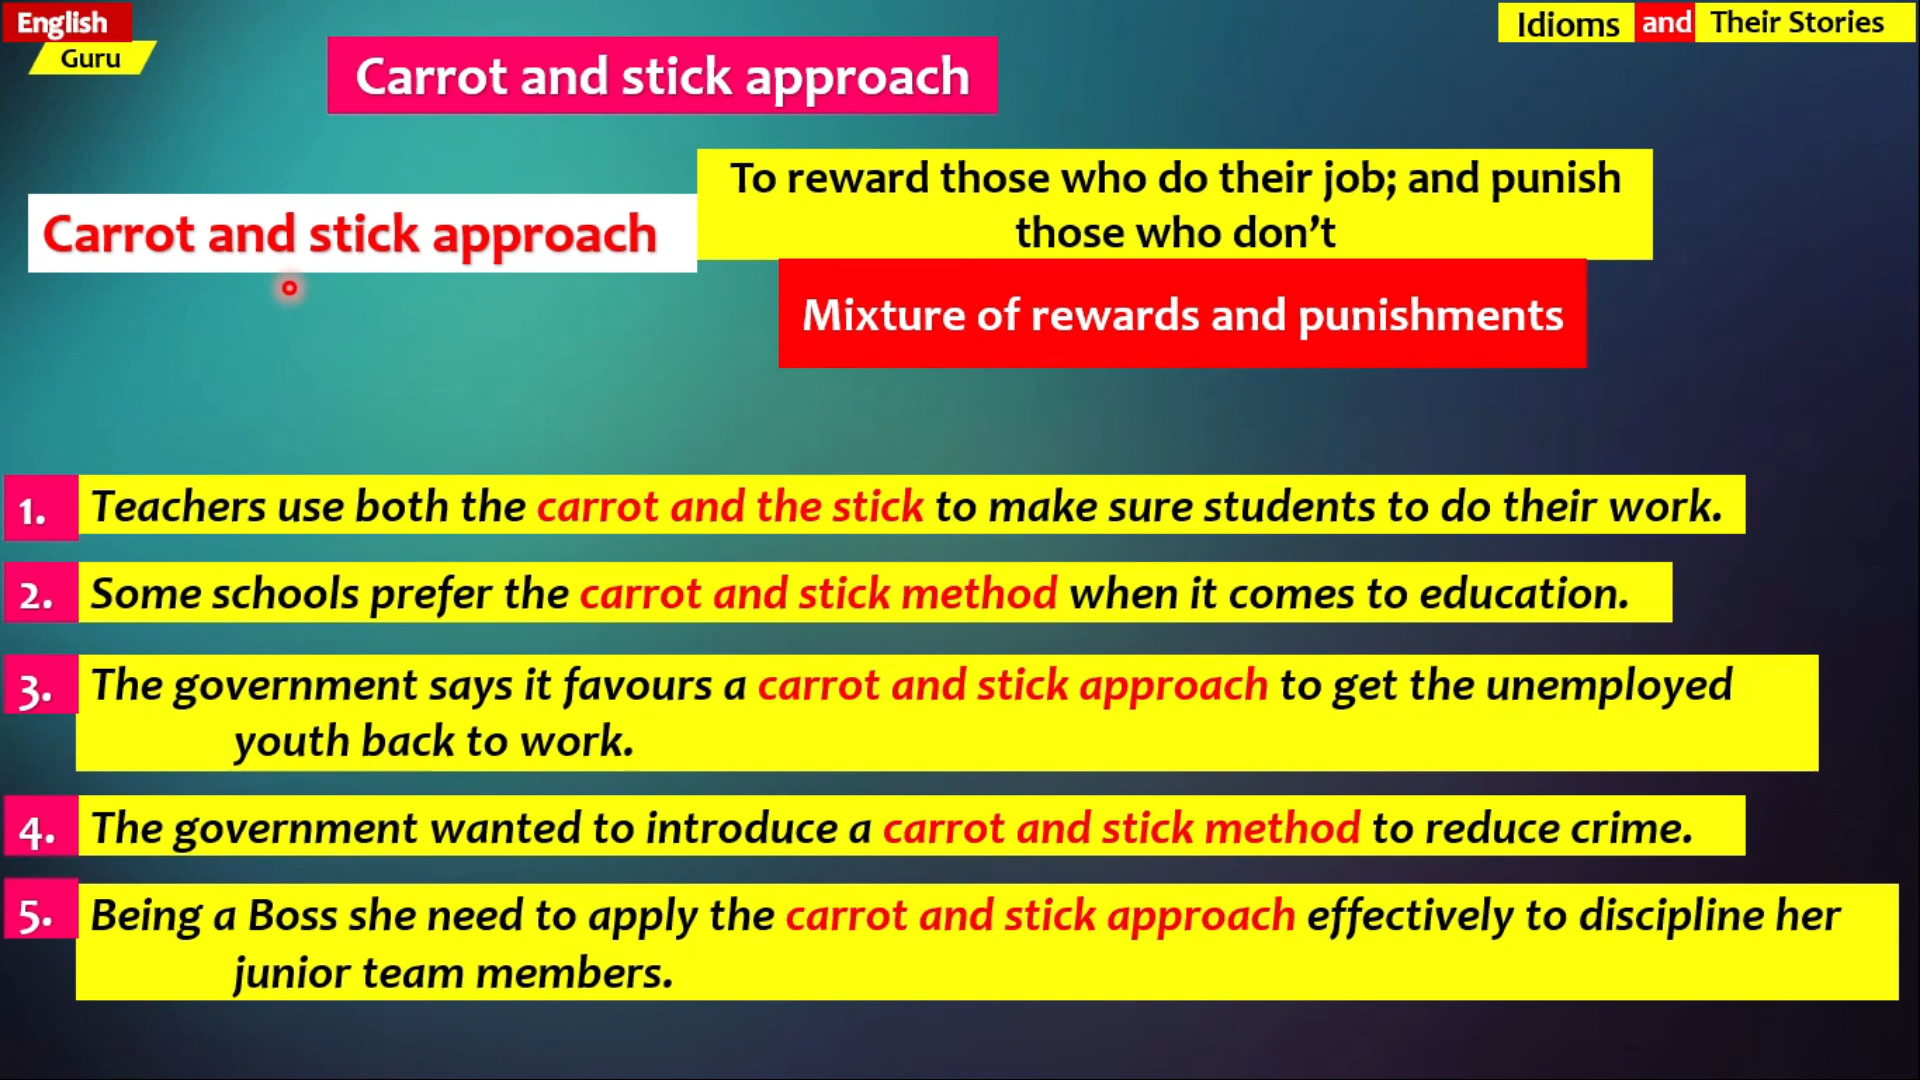 English
Guru
Idioms and Their Stories
Carrot and stick approach
Carrot and stick approach
To reward those who do their job; and punish
those who don’t
Mixture of rewards and punishments
1. Teachers use both the carrot and the stick to make sure students to do their work.
2. Some schools prefer the carrot and stick method when it comes to education.
3. The government says it favours a carrot and stick approach to get the unemployed
youth back to work.
4. The government wanted to introduce a carrot and stick method to reduce crime.
5. Being a Boss she need to apply the carrot and stick approach effectively to discipline her
junior team members.